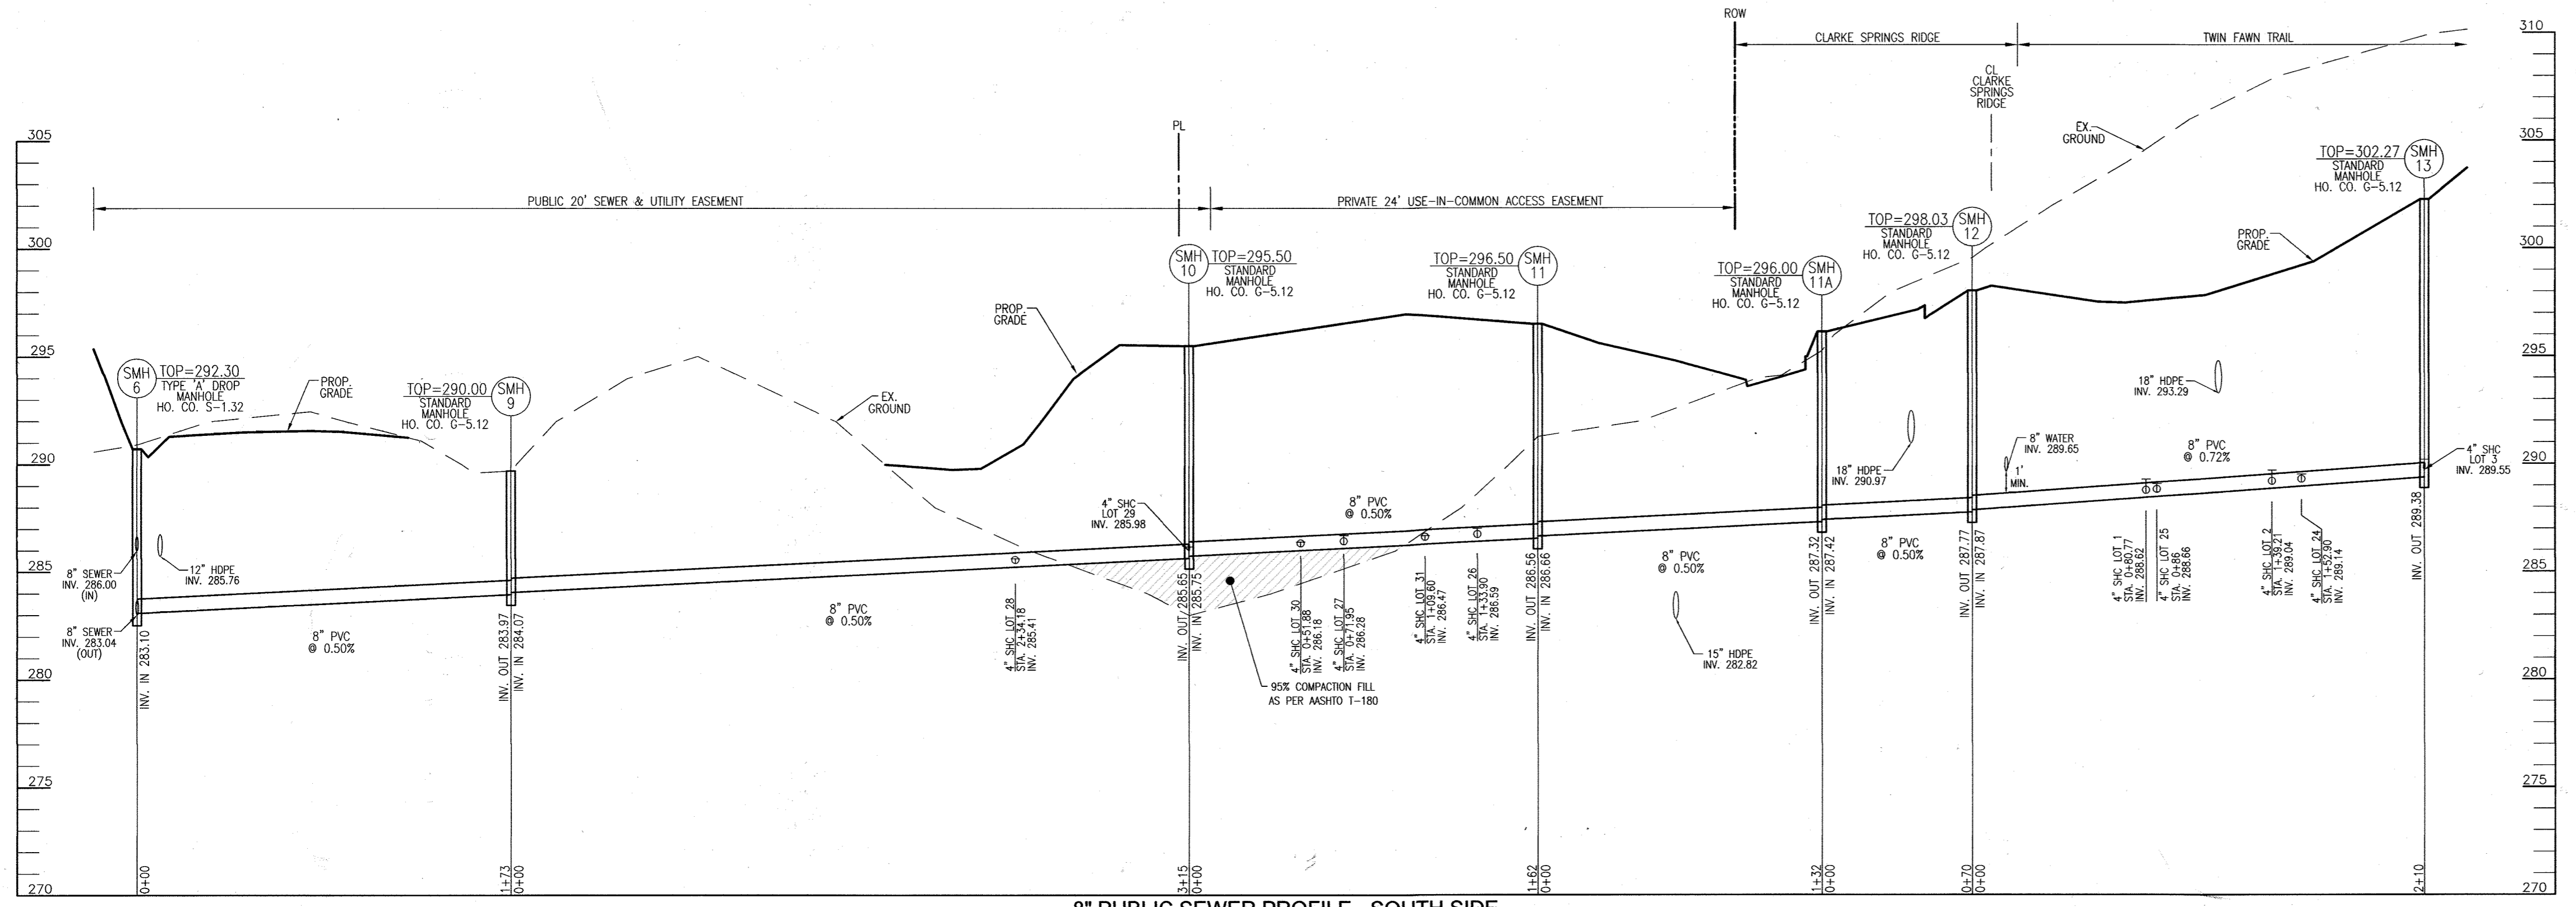 ROW
CLARKE SPRINGS RIDGE
TWIN FAWN TRAIL
310
CL
CLARKE
SPRINGS
RIDGE
EX.
GROUND
305
305
PL
PUBLIC 20' SEWER & UTILITY EASEMENT
PRIVATE 24' USE-IN-COMMON ACCESS EASEMENT
TOP=302.27
STANDARD
MANHOLE
HO. CO. G-5.12
SMH
13
300
300
TOP=298.03
STANDARD
MANHOLE
HO. CO. G-5.12
SMH
12
PROP.
GRADE
SMH
10
TOP=295.50
STANDARD
MANHOLE
HO. CO. G-5.12
TOP=296.50
STANDARD
MANHOLE
HO. CO. G-5.12
SMH
11
TOP=296.00
STANDARD
MANHOLE
HO. CO. G-5.12
SMH
11A
PROP.
GRADE
295
295
SMH
6
TOP=292.30
TYPE 'A' DROP
MANHOLE
HO. CO. S-1.32
PROP.
GRADE
TOP=290.00
STANDARD
MANHOLE
HO. CO. G-5.12
SMH
9
EX.
GROUND
18" HDPE
INV. 293.29
290
290
8" WATER
INV. 289.65
1'
MIN.
8" PVC
@ 0.72%
4" SHC
LOT 3
INV. 289.55
18" HDPE
INV. 290.97
4" SHC
LOT 29
INV. 285.98
8" PVC
@ 0.50%
285
285
8" SEWER
INV. 286.00
(IN)
12" HDPE
INV. 285.76
8" SEWER
INV. 283.04
(OUT)
INV. IN 283.10
8" PVC
@ 0.50%
INV. OUT 283.97
INV. IN 284.07
8" PVC
@ 0.50%
4" SHC LOT 28
STA. 2+34.18
INV. 285.41
INV. OUT 285.65
INV. IN 285.75
4" SHC LOT 30
STA. 0+51.88
INV. 286.18
4" SHC LOT 27
STA. 0+71.95
INV. 286.28
4" SHC LOT 31
STA. 1+09.60
INV. 286.47
4" SHC LOT 26
STA. 1+33.90
INV. 286.59
INV. OUT 286.56
INV. IN 286.66
8" PVC
@ 0.50%
INV. OUT 287.32
INV. IN 287.42
8" PVC
@ 0.50%
INV. OUT 287.77
INV. IN 287.87
4" SHC LOT 1
STA. 0+80.77
INV. 288.62
4" SHC LOT 25
STA. 0+86
INV. 288.66
4" SHC LOT 2
STA. 1+39.21
INV. 289.04
4" SHC LOT 24
STA. 1+52.90
INV. 289.14
INV. OUT 289.38
15" HDPE
INV. 282.82
95% COMPACTION FILL
AS PER AASHTO T-180
280
280
275
275
270
270
0+00
1+73
0+00
3+15
0+00
1+62
0+00
1+32
0+00
0+70
0+00
2+10
8" PUBLIC SEWER PROFILE - SOUTH SIDE